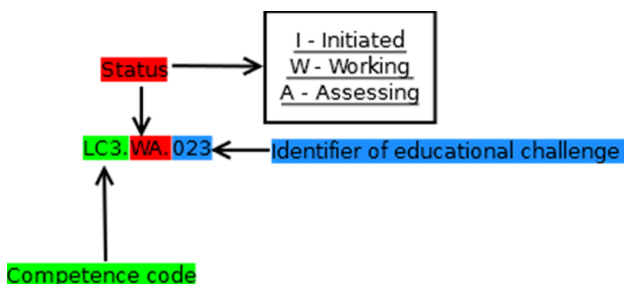 I - Initiated
W - Working
A - Assessing
Status
LC3.WA.023
Identifier of educational challenge
Competence code